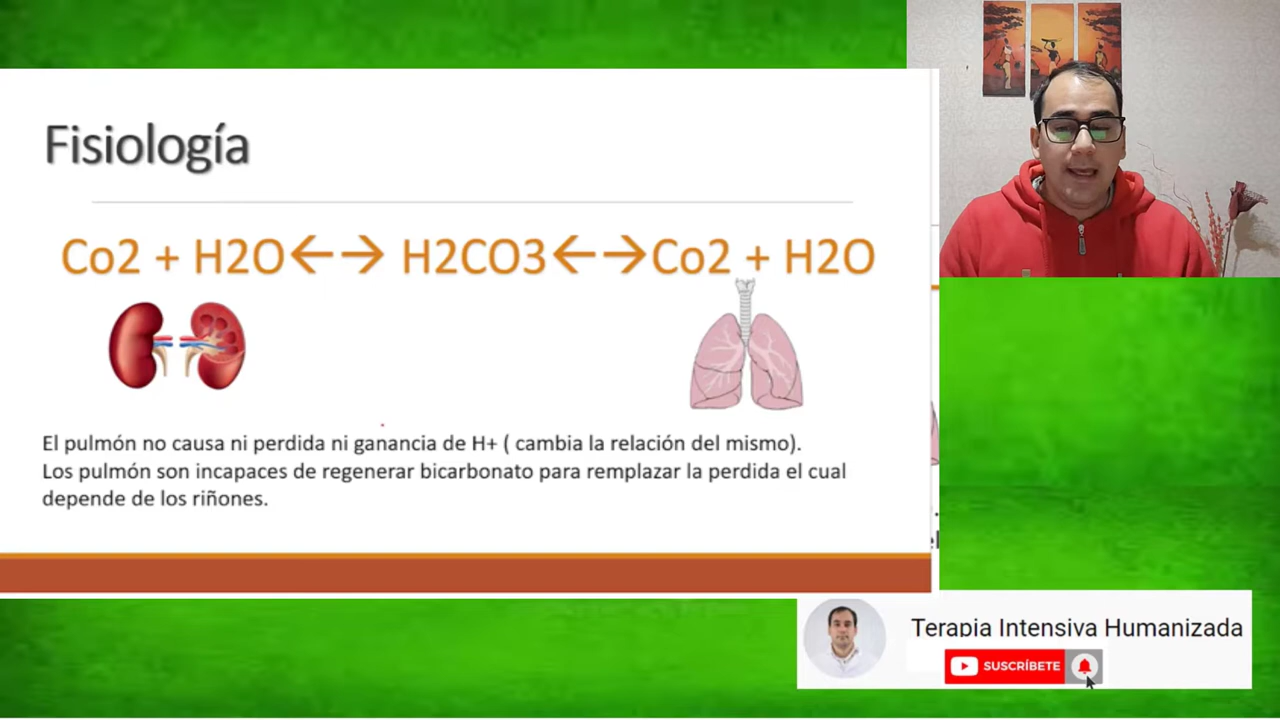 Fisiología
Co2 + H2O←→ H2CO3←→Co2 + H2O
El pulmón no causa ni perdida ni ganancia de H+ ( cambia la relación del mismo).
Los pulmón son incapaces de regenerar bicarbonato para remplazar la perdida el cual
depende de los riñones.
Terapia Intensiva Humanizada
SUSCRÍBETE